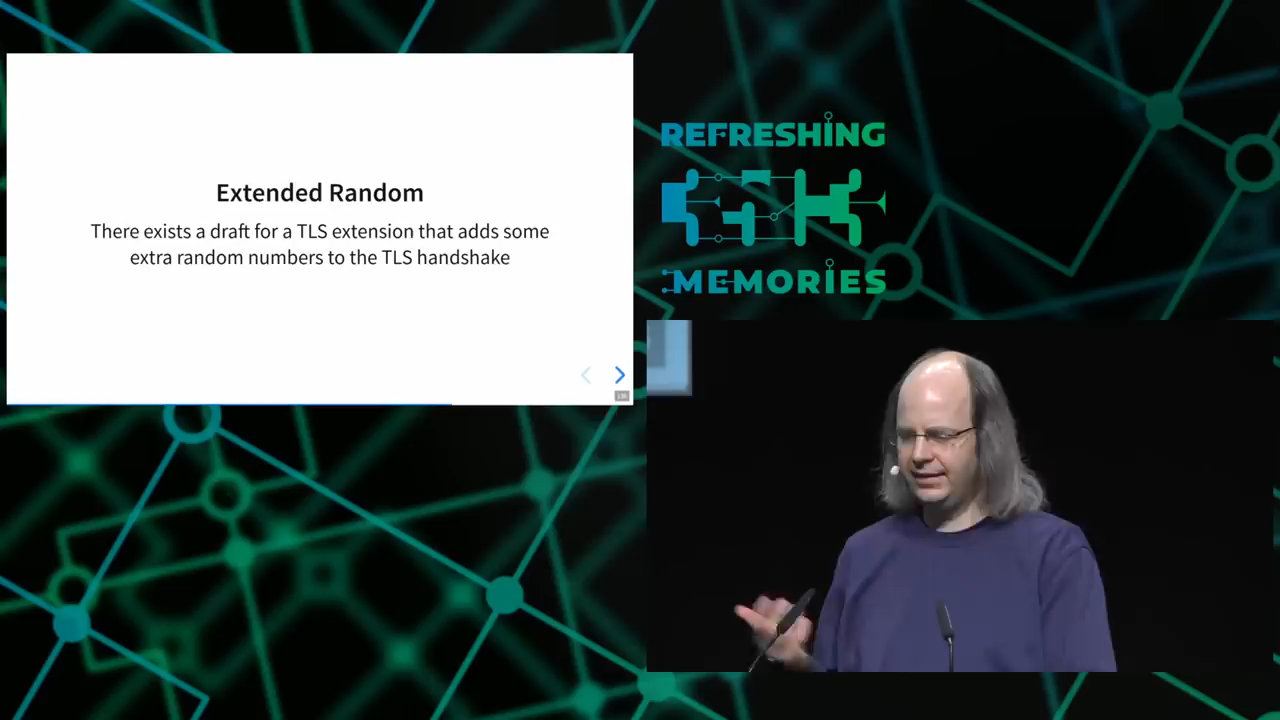 Extended Random
There exists a draft for a TLS extension that adds some
extra random numbers to the TLS handshake
REFRESHING
MEMORIES